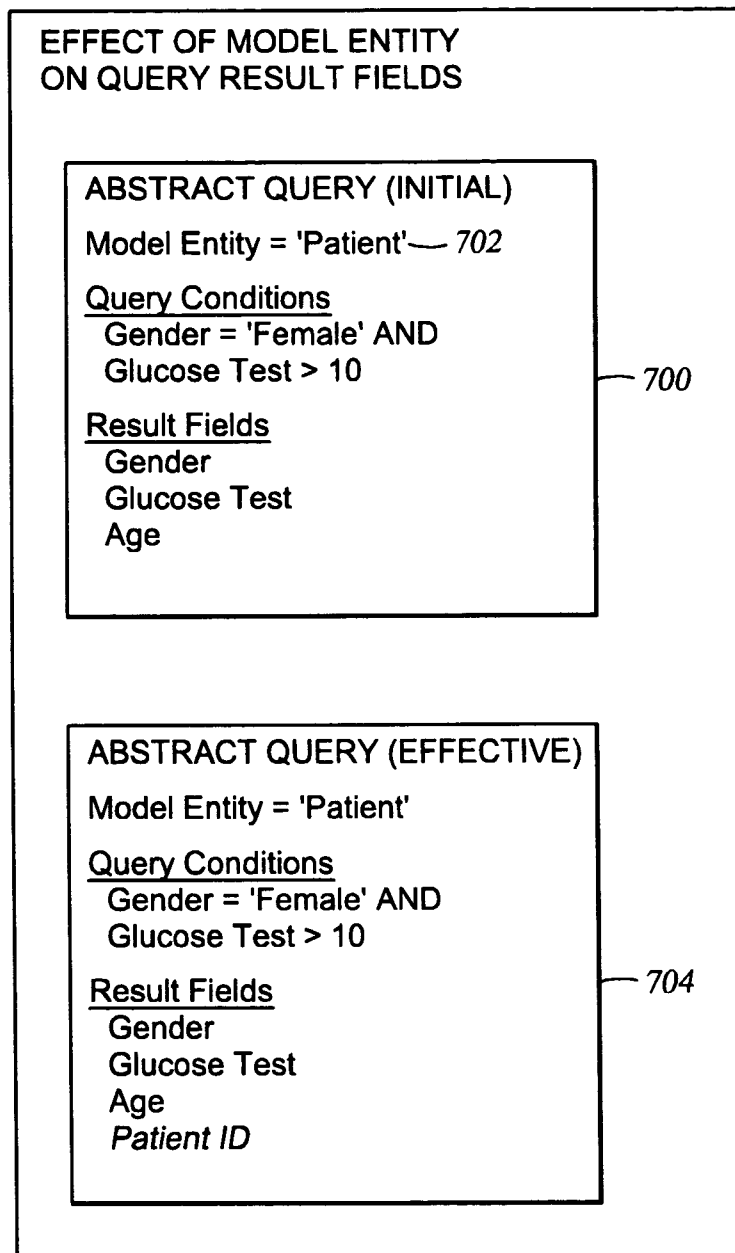 EFFECT OF MODEL ENTITY
ON QUERY RESULT FIELDS
ABSTRACT QUERY (INITIAL)
Model Entity = 'Patient' 702
Query Conditions
Gender = 'Female' AND
Glucose Test > 10
700
Result Fields
Gender
Glucose Test
Age
ABSTRACT QUERY (EFFECTIVE)
Model Entity = 'Patient'
Query Conditions
Gender = 'Female' AND
Glucose Test > 10
704
Result Fields
Gender
Glucose Test
Age
Patient ID